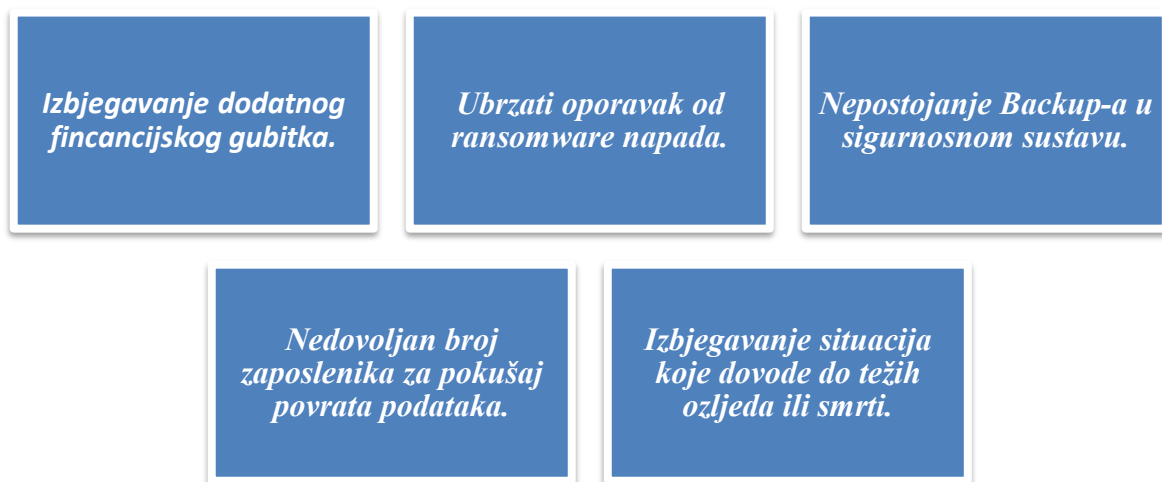 Izbjegavanje dodatnog
fincancijskog gubitka.
Ubrzati oporavak od
ransomware napada.
Nepostojanje Backup-a u
sigurnosnom sustavu.
Nedovoljan broj
zaposlenika za pokušaj
povrata podataka.
Izbjegavanje situacija
koje dovode do težih
ozljeda ili smrti.